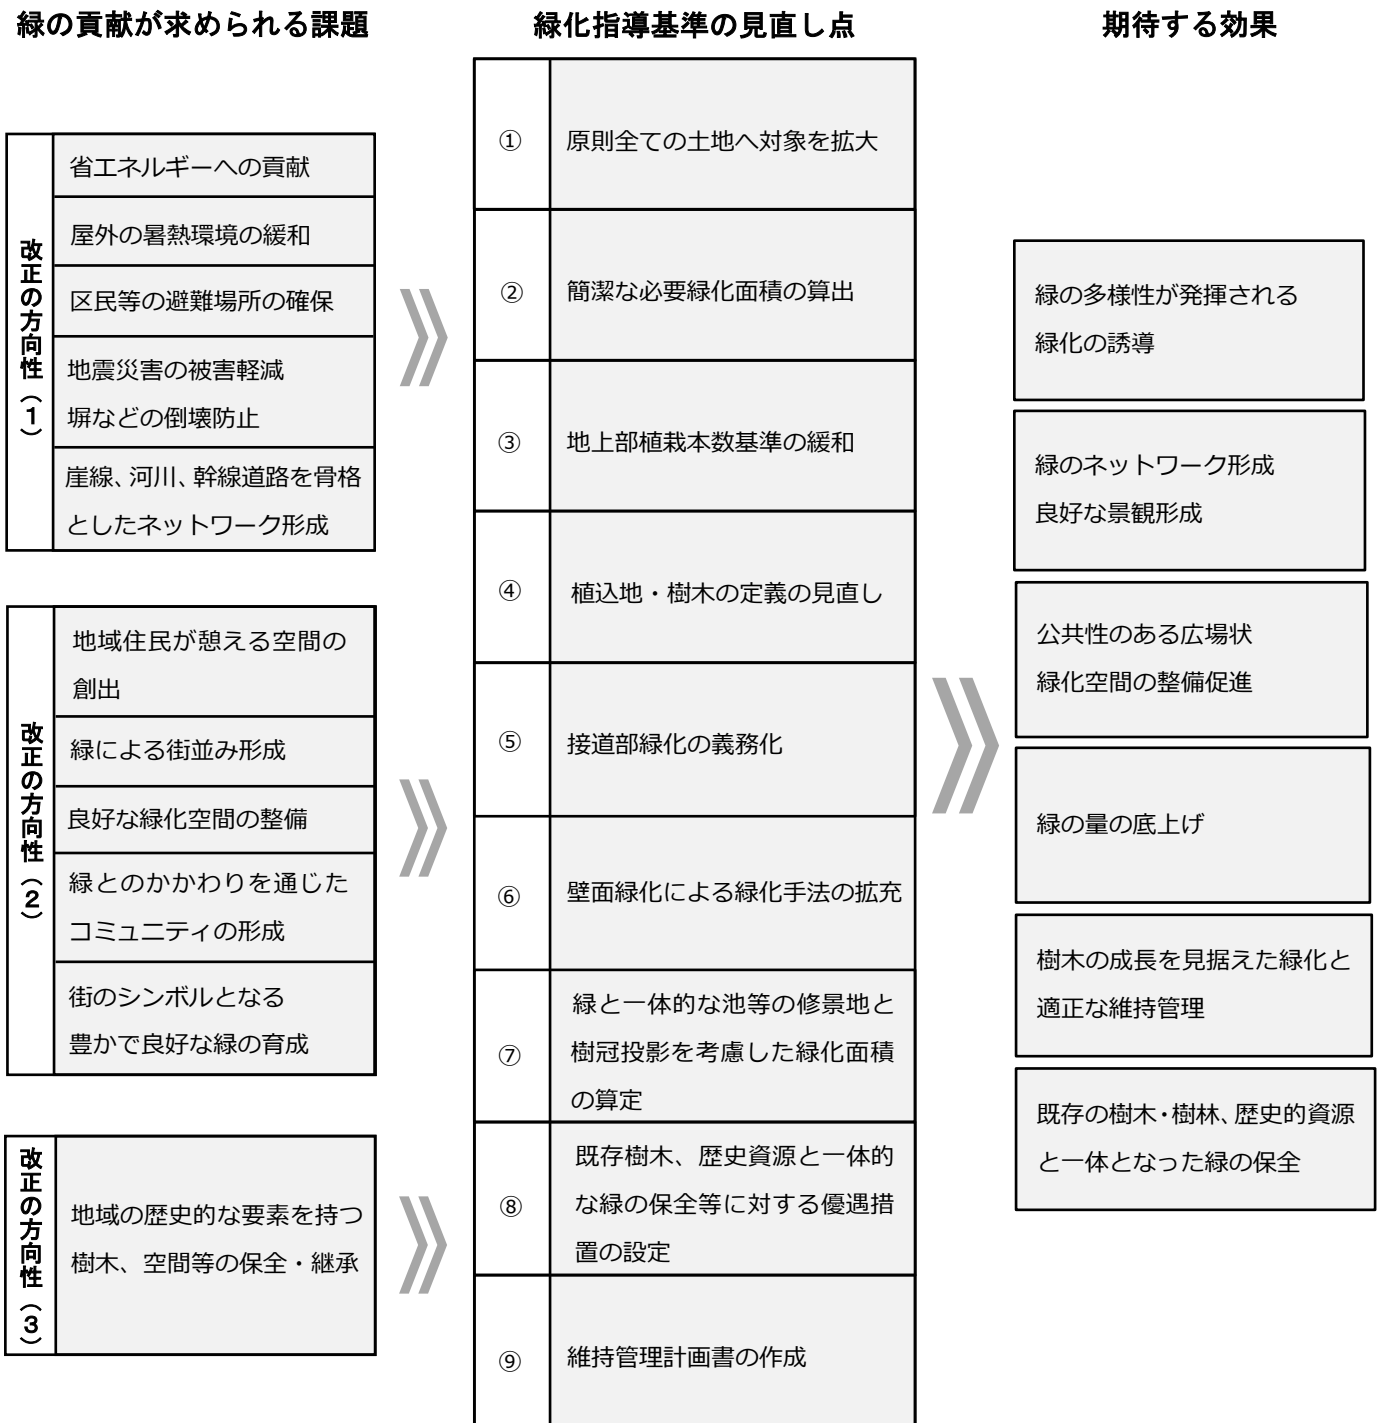 緑の貢献が求められる課題
改正の方向性（１）
省エネルギーへの貢献
屋外の暑熱環境の緩和
区民等の避難場所の確保
地震災害の被害軽減
塀などの倒壊防止
崖線、河川、幹線道路を骨格
としたネットワーク形成
改正の方向性（２）
地域住民が憩える空間の
創出
緑による街並み形成
良好な緑化空間の整備
緑とのかかわりを通じた
コミュニティの形成
街のシンボルとなる
豊かで良好な緑の育成
改正の方向性（３）
地域の歴史的な要素を持つ
樹木、空間等の保全・継承
緑化指導基準の見直し点
① 原則全ての土地へ対象を拡大
② 簡潔な必要緑化面積の算出
③ 地上部植栽本数基準の緩和
④ 植込地・樹木の定義の見直し
⑤ 接道部緑化の義務化
⑥ 壁面緑化による緑化手法の拡充
⑦ 緑と一体的な池等の修景地と
樹冠投影を考慮した緑化面積
の算定
⑧ 既存樹木、歴史資源と一体的
な緑の保全等に対する優遇措
置の設定
⑨ 維持管理計画書の作成
期待する効果
緑の多様性が発揮される
緑化の誘導
緑のネットワーク形成
良好な景観形成
公共性のある広場状
緑化空間の整備促進
緑の量の底上げ
樹木の成長を見据えた緑化と
適正な維持管理
既存の樹木・樹林、歴史的資源
と一体となった緑の保全